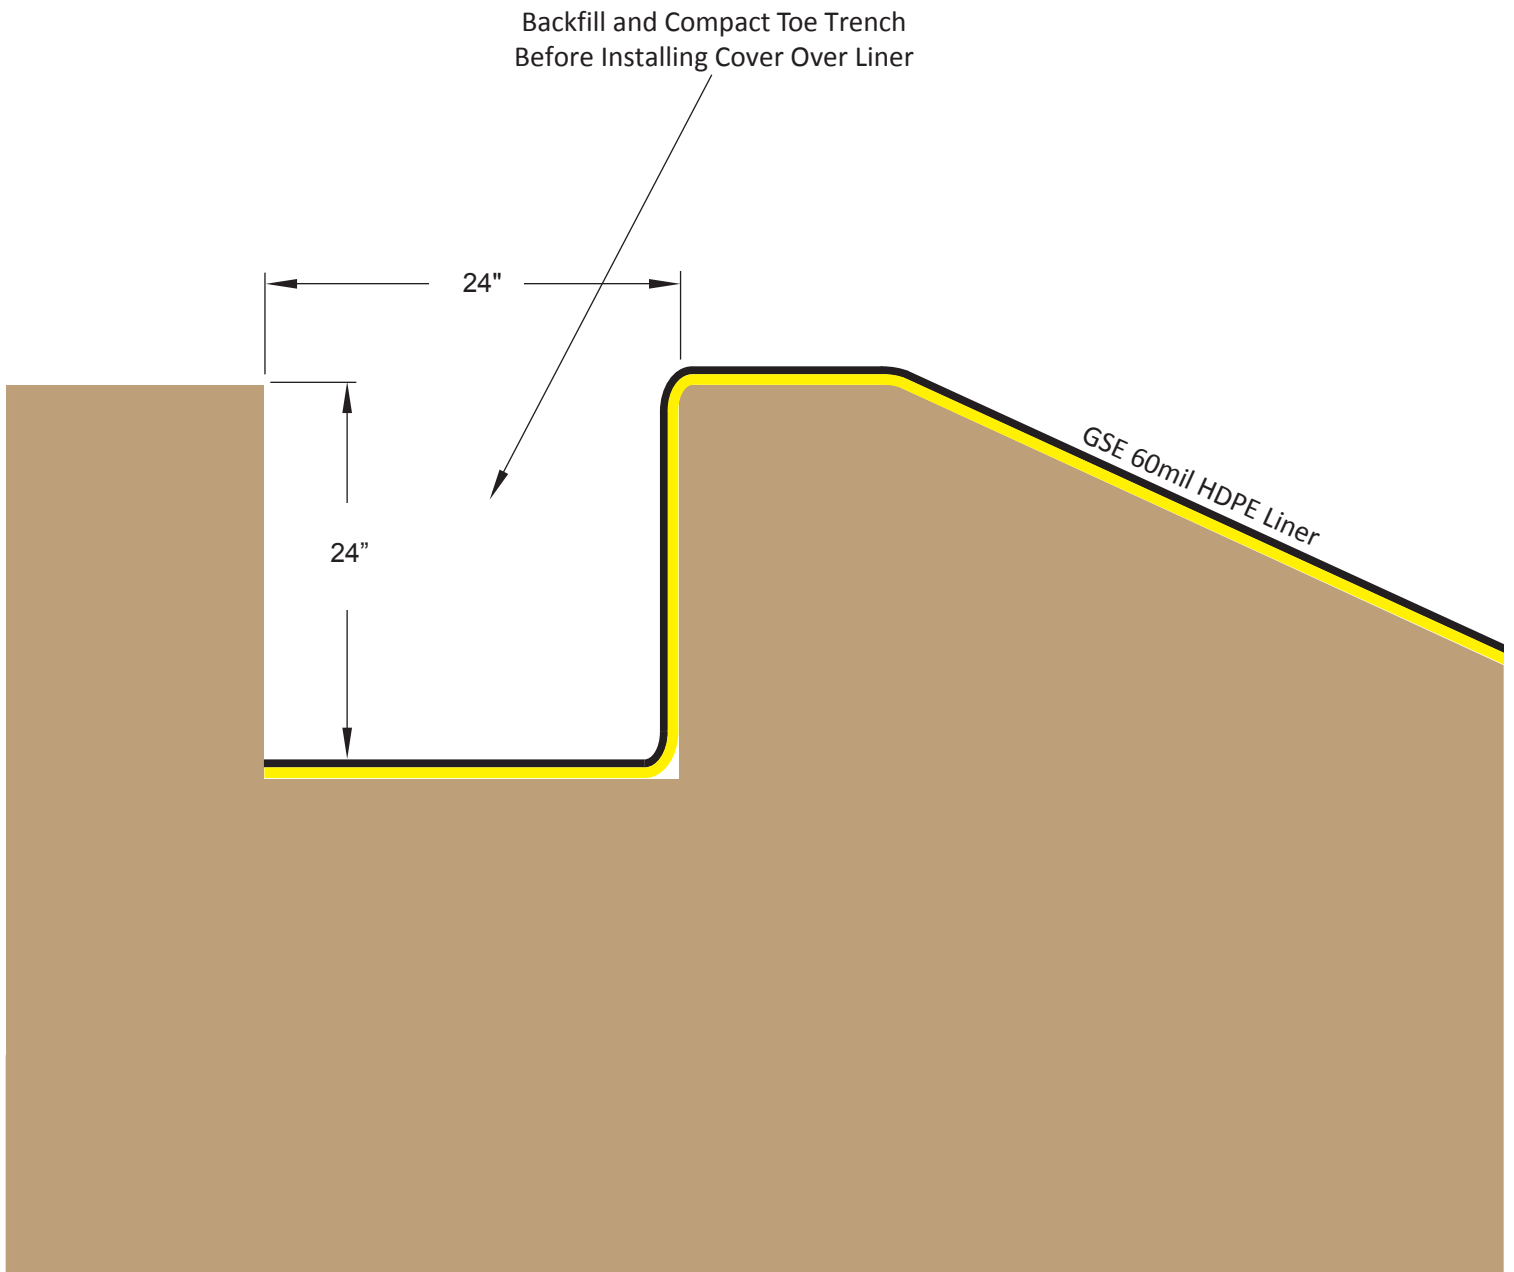 Backfill and Compact Toe Trench
Before Installing Cover Over Liner
24"
24”
GSE 60mil HDPE Liner